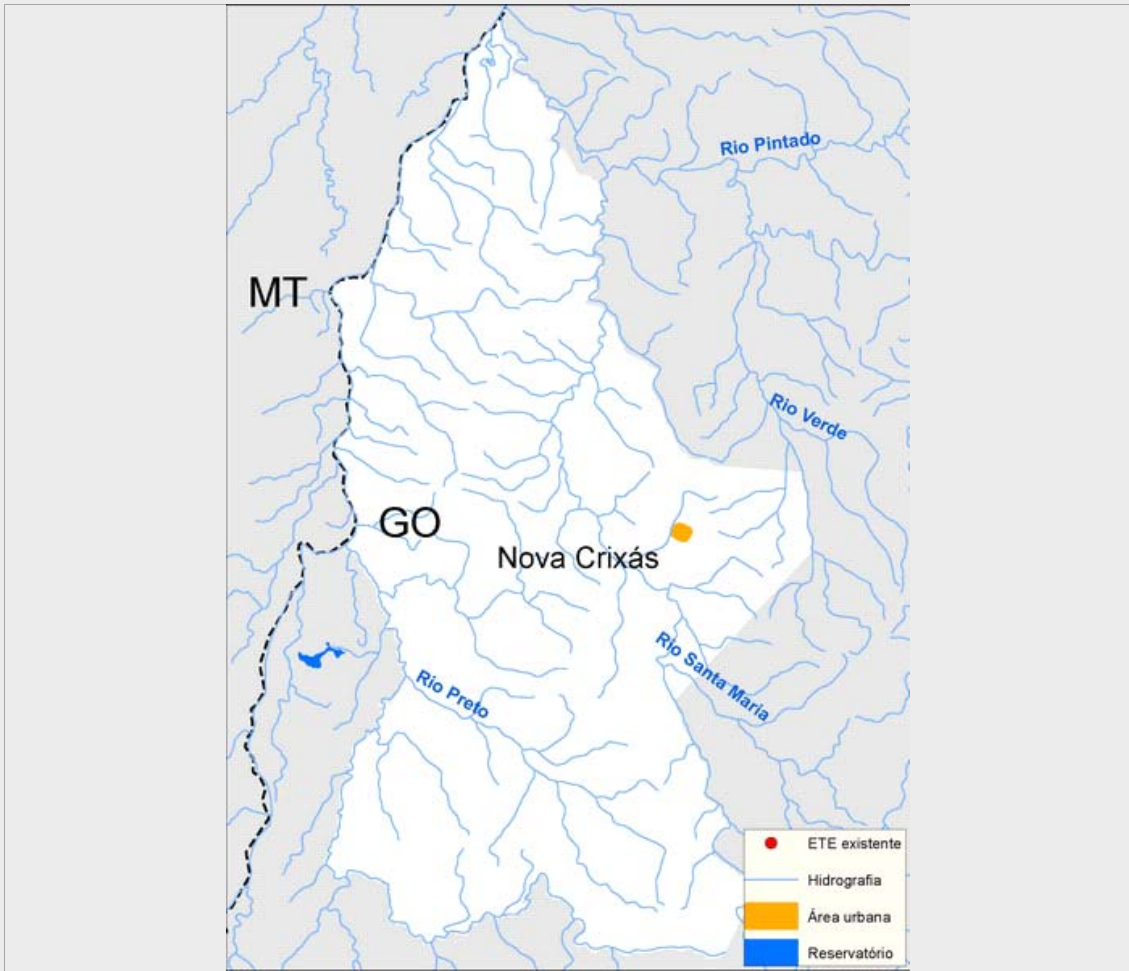 Rio Pintado
MT
Rio Verde
GO
Nova Crixás
Rio Santa Maria
Rio Preto
ETE existente
Hidrografia
Área urbana
Reservatório